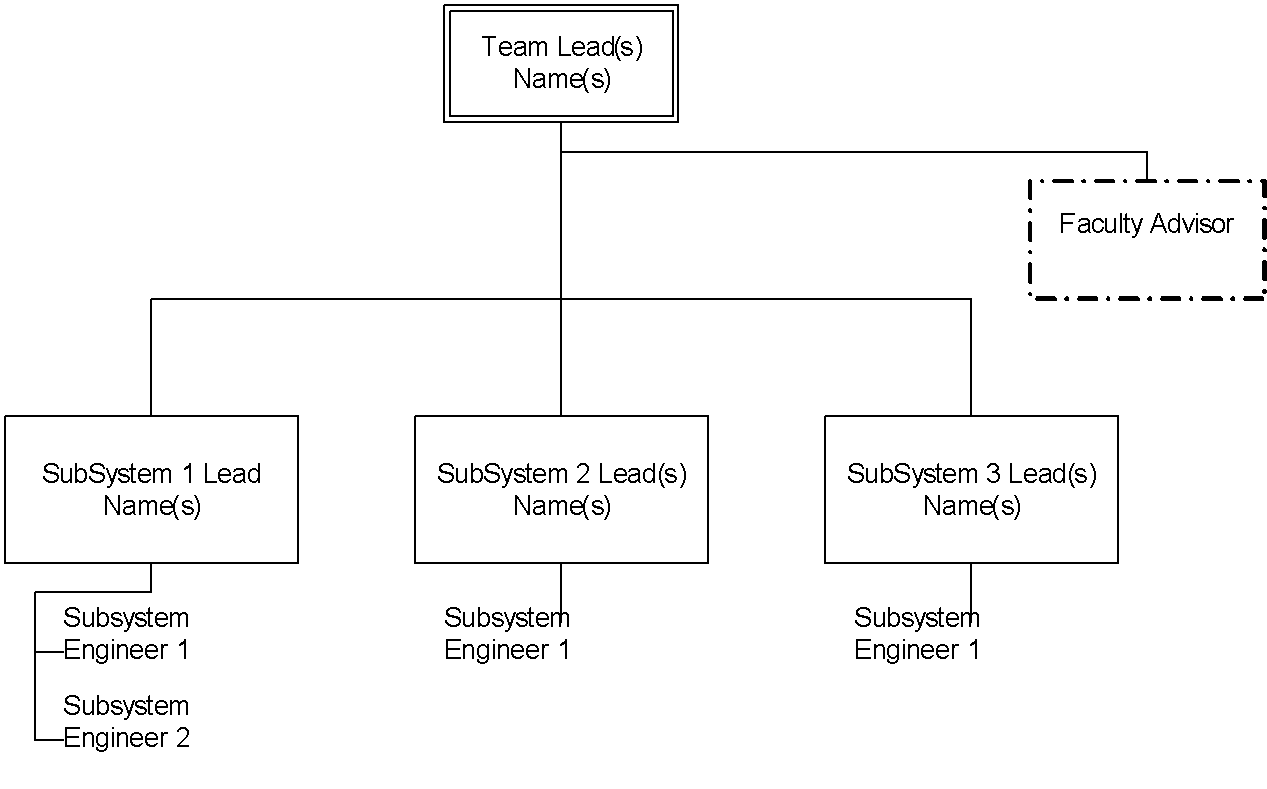 Team Lead(s)
Name(s)
Faculty Advisor
SubSystem 1 Lead
Name(s)
SubSystem 2 Lead(s)
Name(s)
SubSystem 3 Lead(s)
Name(s)
Subsystem
Engineer 1
Subsystem
Engineer 2
Subsystem
Engineer 1
Subsystem
Engineer 1